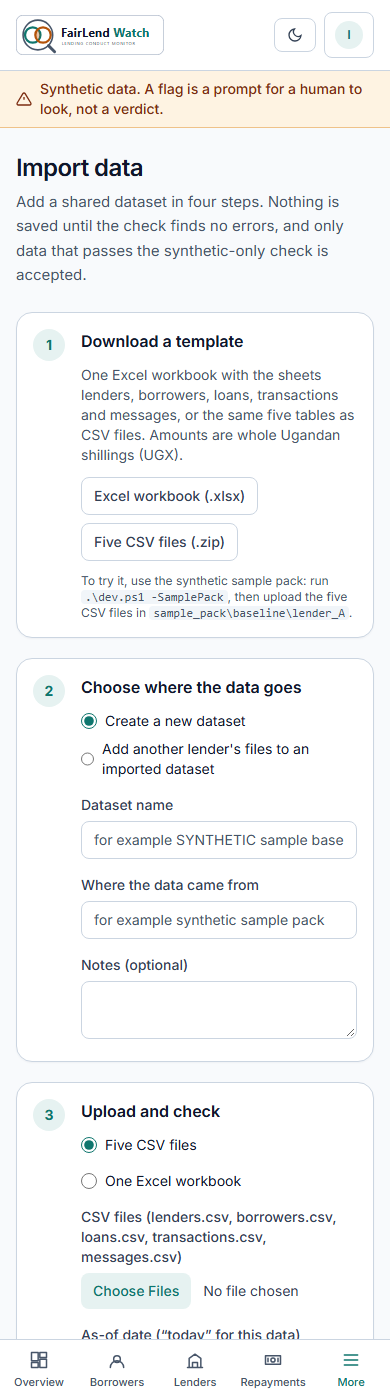 FairLend Watch
LENDING CONDUCT MONITOR
I
Synthetic data. A flag is a prompt for a human to
look, not a verdict.
Import data
Add a shared dataset in four steps. Nothing is
saved until the check finds no errors, and only
data that passes the synthetic-only check is
accepted.
1
Download a template
One Excel workbook with the sheets
lenders, borrowers, loans, transactions
and messages, or the same five tables as
CSV files. Amounts are whole Ugandan
shillings (UGX).
Excel workbook (.xlsx)
Five CSV files (.zip)
To try it, use the synthetic sample pack: run
.\dev.ps1 -SamplePack, then upload the five
CSV files in sample_pack\baseline\lender_A.
2
Choose where the data goes
Create a new dataset
Add another lender's files to an
imported dataset
Dataset name
for example SYNTHETIC sample base
Where the data came from
for example synthetic sample pack
Notes (optional)
3
Upload and check
Five CSV files
One Excel workbook
CSV files (lenders.csv, borrowers.csv,
loans.csv, transactions.csv,
messages.csv)
Choose Files No file chosen
As-of date (“today” for this data)
Overview Borrowers Lenders Repayments More